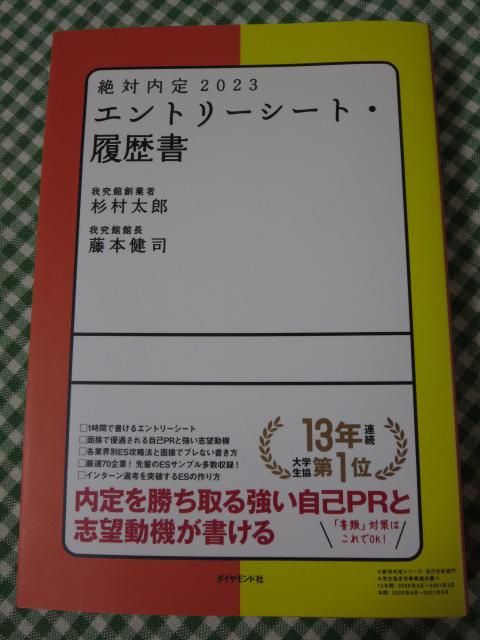 絶対内定2023
エントリーシート・
履歴書
我究館創業者
杉村太郎
我究館館長
藤本健司
□1時間で書けるエントリーシート
□面接で優遇される自己PRと強い志望動機
□各業界別ES攻略法と面接でブレない書き方
□厳選70企業!先輩のESサンプル多数収録!
□インターン選考を突破するESの作り方
13年連続
大学生協
第1位
内定を勝ち取る強い自己PRと
志望動機が書ける
「書類」対策は
これでOK!
ダイヤモンド社